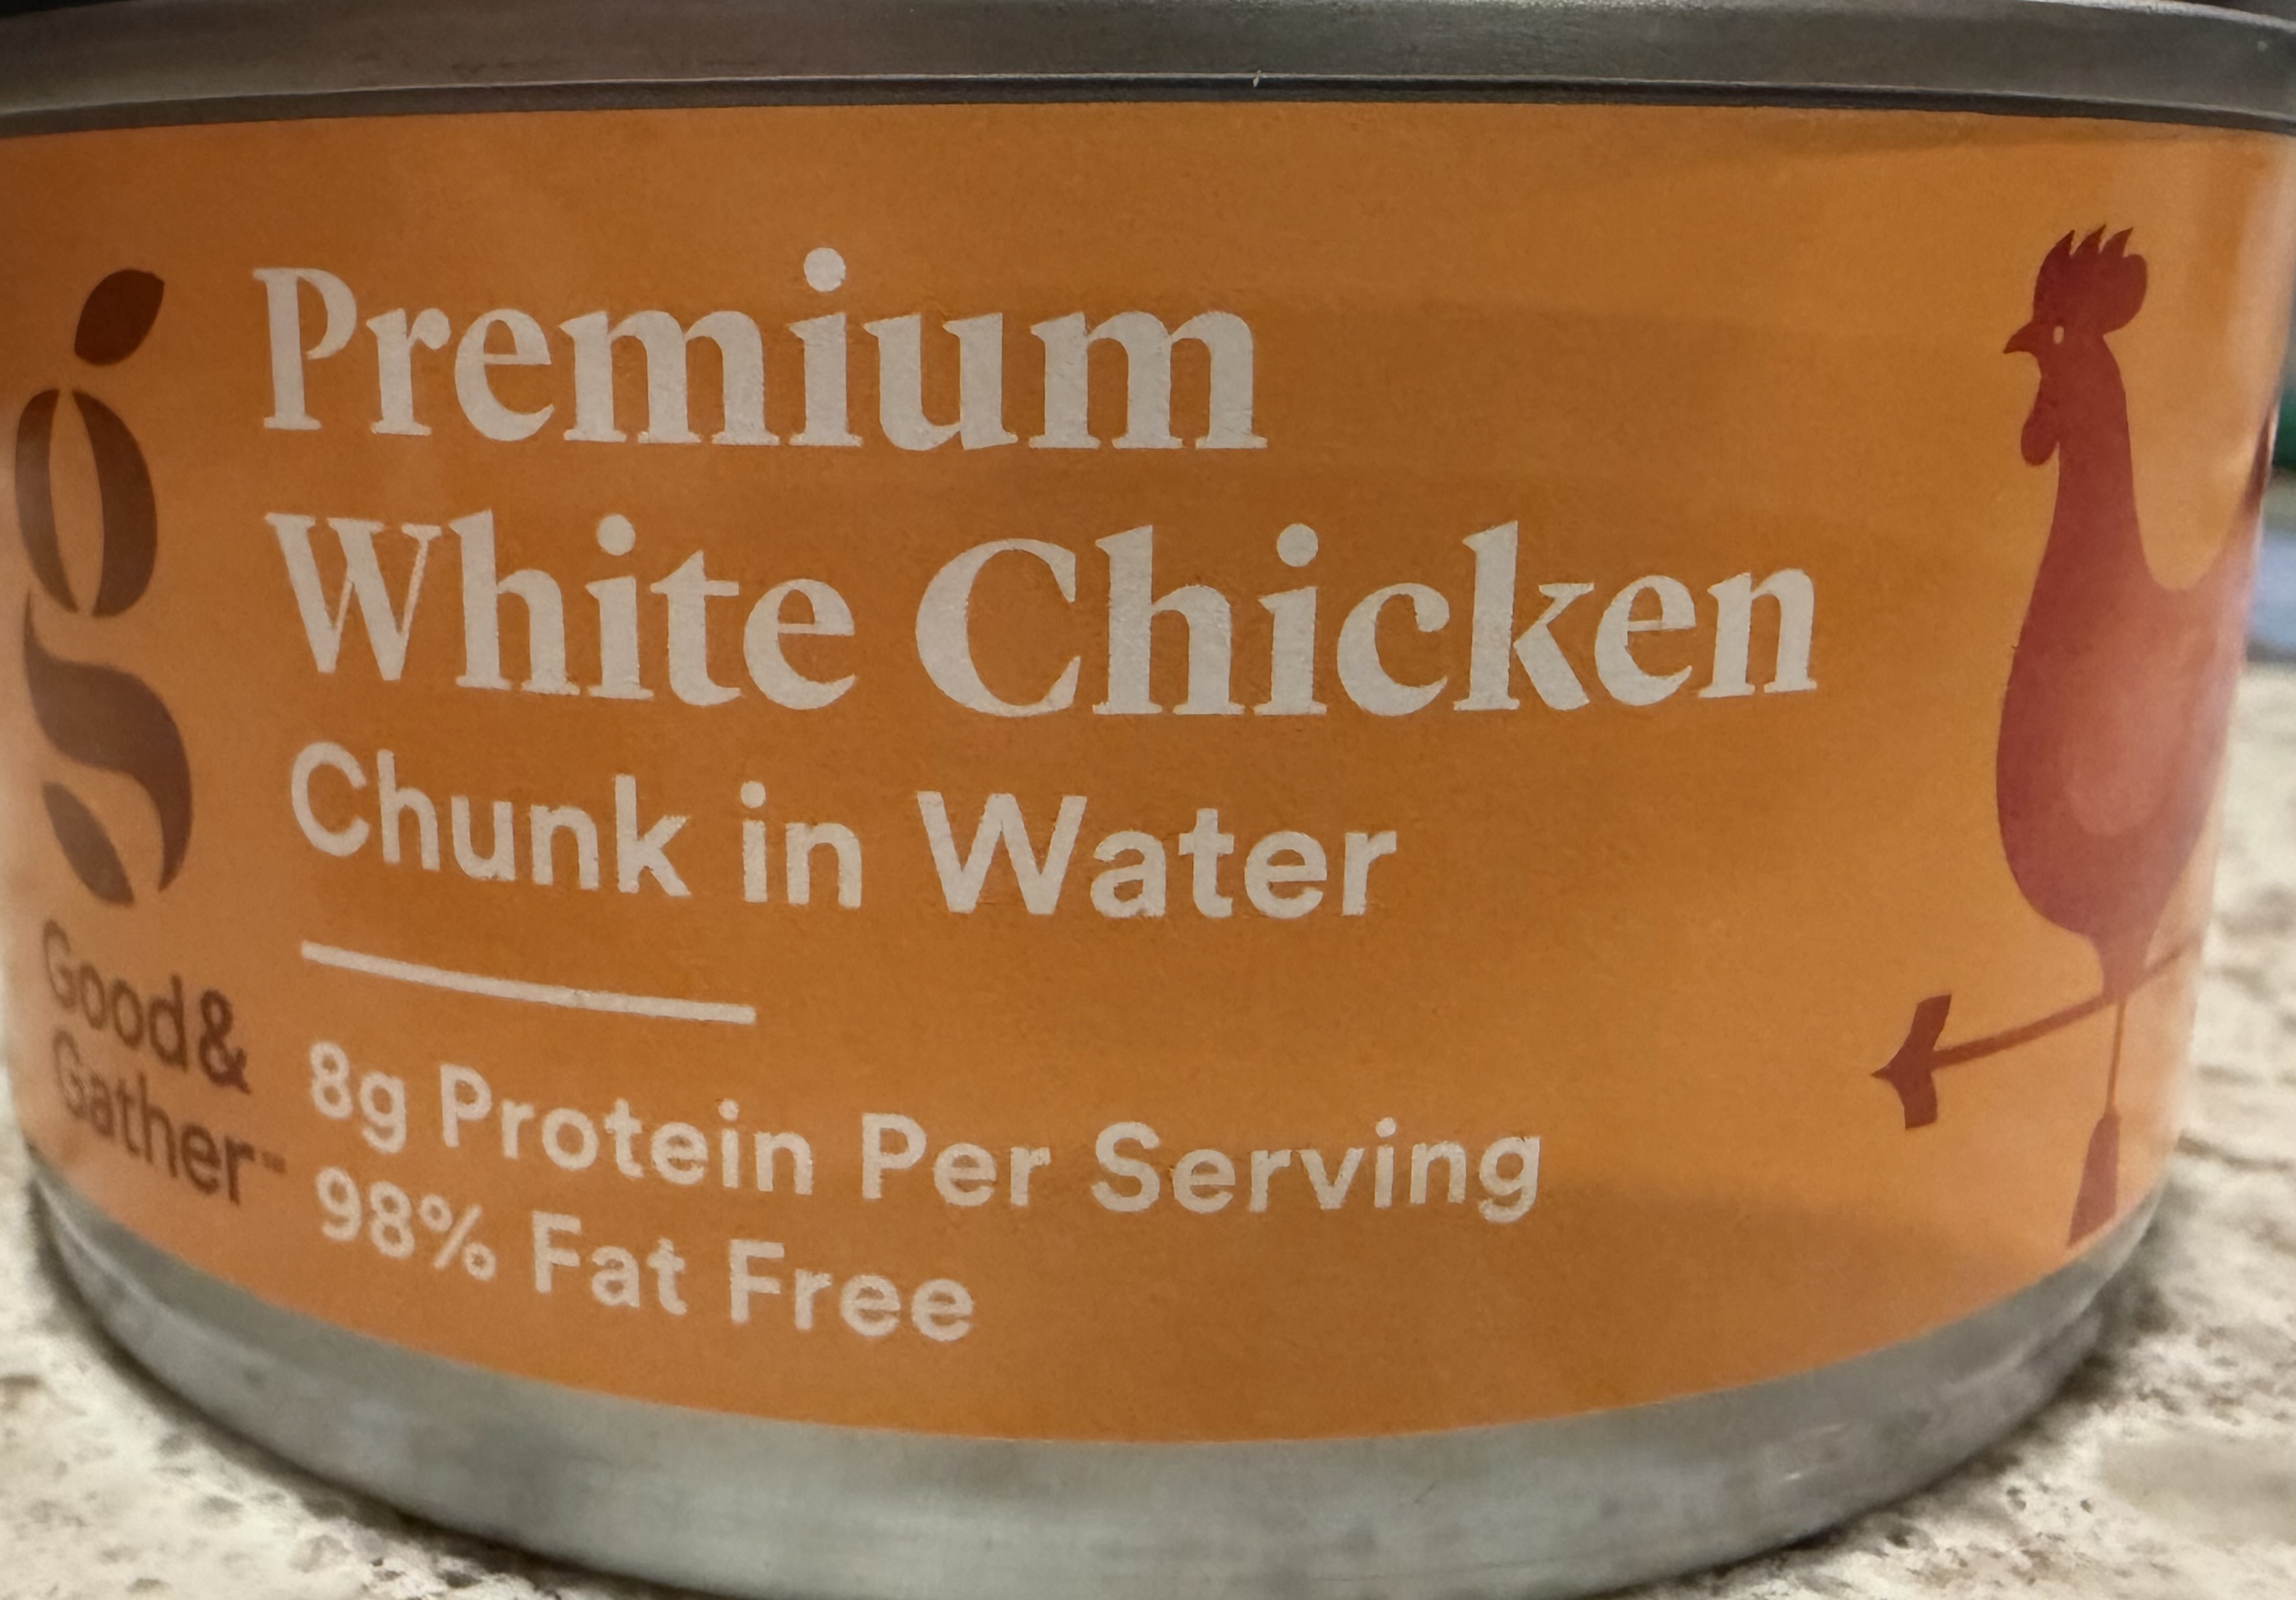 Premium
White Chicken
Chunk in Water
8g Protein Per Serving
98% Fat Free
g
Good &
Gather™